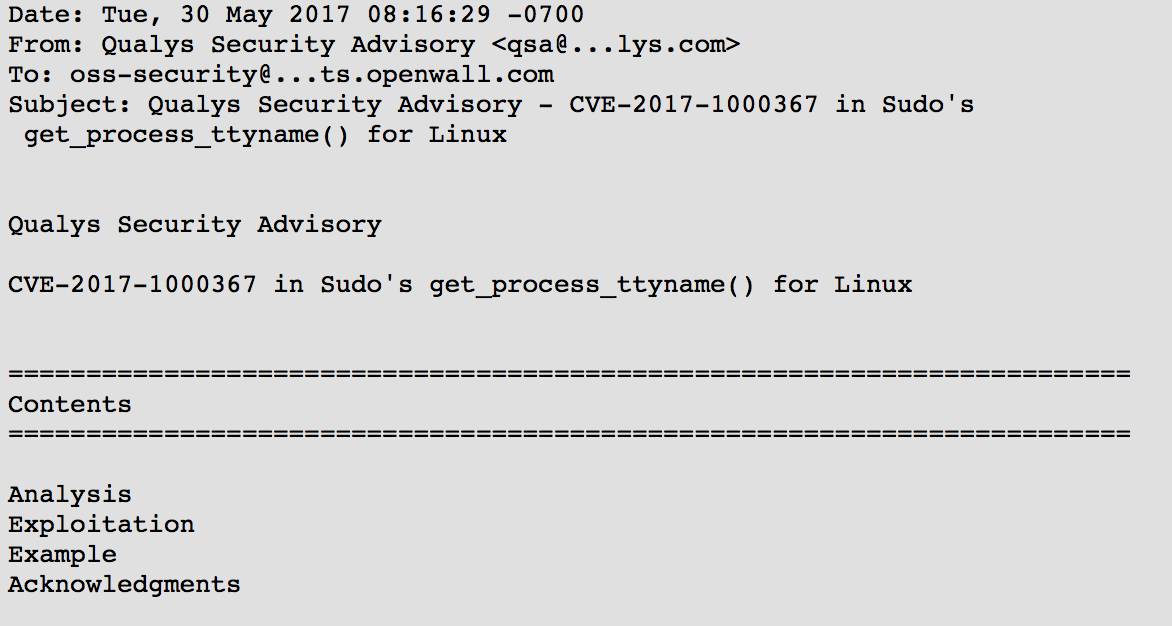 Date: Tue, 30 May 2017 08:16:29 -0700
From: Qualys Security Advisory <qsa@...lys.com>
To: oss-security@...ts.openwall.com
Subject: Qualys Security Advisory - CVE-2017-1000367 in Sudo's
get_process_ttyname() for Linux
Qualys Security Advisory
CVE-2017-1000367 in Sudo's get_process_ttyname() for Linux
========================================================================
Contents
========================================================================
Analysis
Exploitation
Example
Acknowledgments